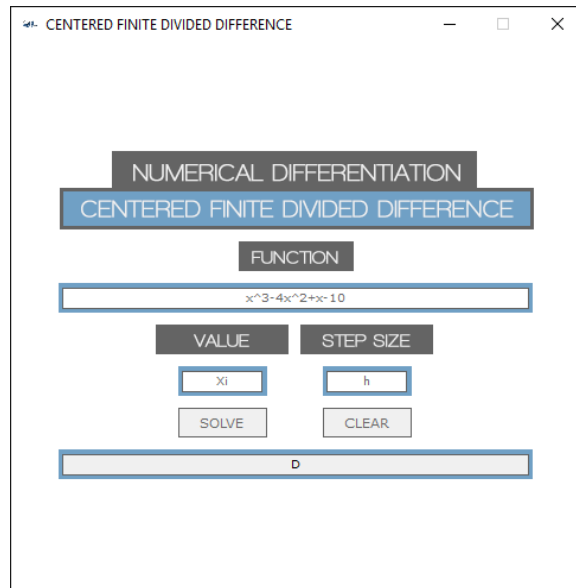 CENTERED FINITE DIVIDED DIFFERENCE
NUMERICAL DIFFERENTIATION
CENTERED FINITE DIVIDED DIFFERENCE
FUNCTION
x^3-4x^2+x-10
VALUE STEP SIZE
Xi h
SOLVE CLEAR
D